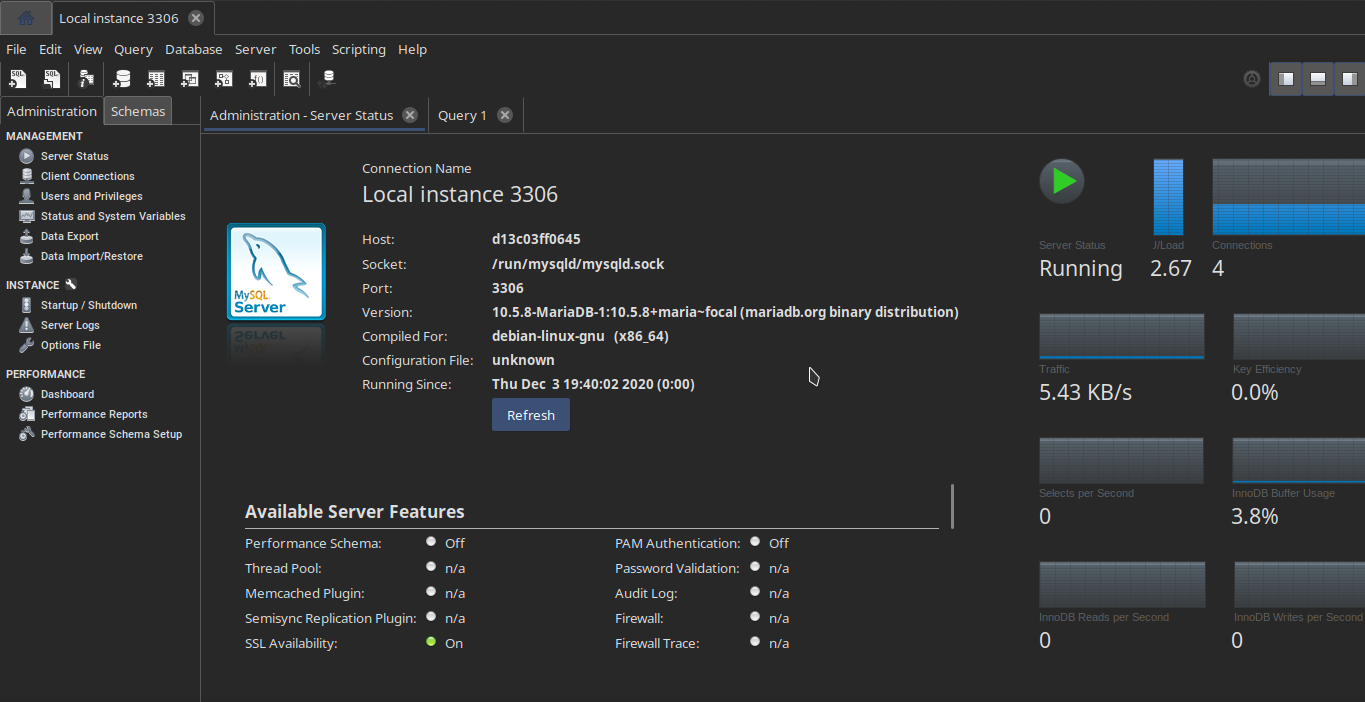 Local instance 3306
File Edit View Query Database Server Tools Scripting Help
Administration Schemas
MANAGEMENT
Server Status
Client Connections
Users and Privileges
Status and System Variables
Data Export
Data Import/Restore
INSTANCE
Startup / Shutdown
Server Logs
Options File
PERFORMANCE
Dashboard
Performance Reports
Performance Schema Setup
Administration - Server Status Query 1
Connection Name
Local instance 3306
MySQL
Server
Host: d13c03ff0645
Socket: /run/mysqld/mysqld.sock
Port: 3306
Version: 10.5.8-MariaDB-1:10.5.8+maria~focal (mariadb.org binary distribution)
Compiled For: debian-linux-gnu (x86_64)
Configuration File: unknown
Running Since: Thu Dec 3 19:40:02 2020 (0:00)
Refresh
Available Server Features
Performance Schema: Off PAM Authentication: Off
Thread Pool: n/a Password Validation: n/a
Memcached Plugin: n/a Audit Log: n/a
Semisync Replication Plugin: n/a Firewall: n/a
SSL Availability: On Firewall Trace: n/a
Server Status /Load Connections
Running 2.67 4
Traffic Key Efficiency
5.43 KB/s 0.0%
Selects per Second InnoDB Buffer Usage
0 3.8%
InnoDB Reads per Second InnoDB Writes per Second
0 0